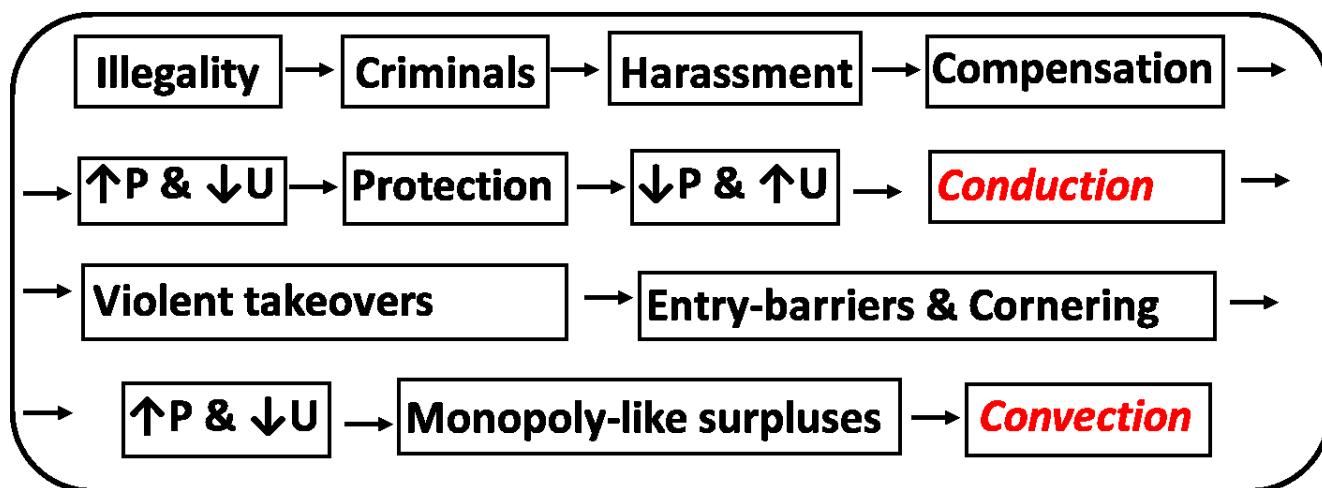 Illegality → Criminals → Harassment → Compensation →
→ ↑P & ↓U → Protection → ↓P & ↑U → Conduction →
→ Violent takeovers → Entry-barriers & Cornering →
→ ↑P & ↓U → Monopoly-like surpluses → Convection